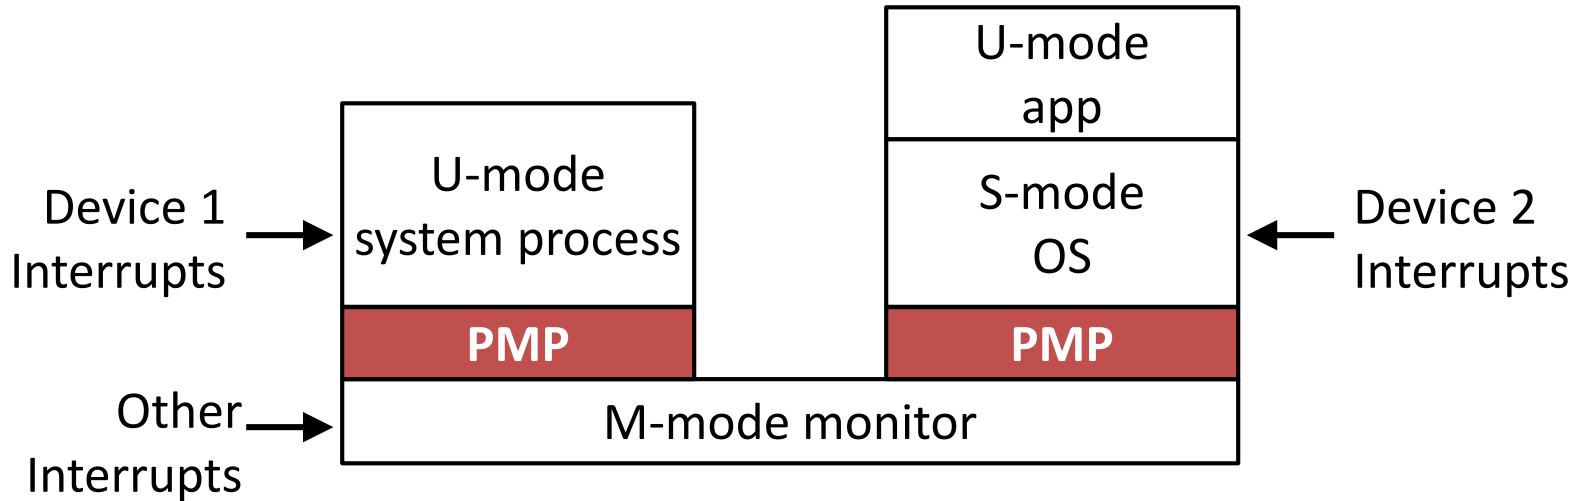 U-mode
app
U-mode
system process
S-mode
OS
Device 1
Interrupts
Device 2
Interrupts
PMP
PMP
Other
Interrupts
M-mode monitor